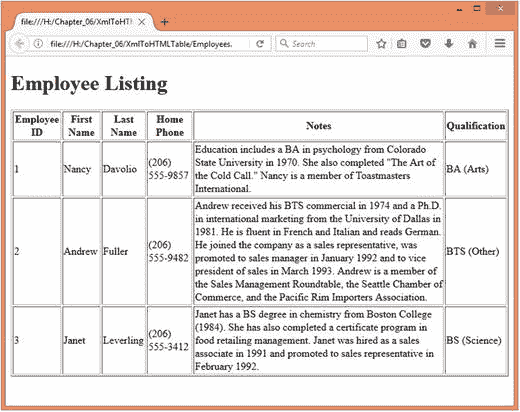 file:///H:/Chapter_06/XmlToHTM
file:///H:/Chapter_06/XmlToHTMLTable/Employees.
Search
Employee Listing
Employee ID First Name Last Name Home Phone Notes Qualification
1 Nancy Davolio (206) 555-9857
Education includes a BA in psychology from Colorado
State University in 1970. She also completed "The Art of
the Cold Call." Nancy is a member of Toastmasters
International.
BA (Arts)
2 Andrew Fuller (206) 555-9482
Andrew received his BTS commercial in 1974 and a Ph.D.
in international marketing from the University of Dallas in
1981. He is fluent in French and Italian and reads German.
He joined the company as a sales representative, was
promoted to sales manager in January 1992 and to vice
president of sales in March 1993. Andrew is a member of
the Sales Management Roundtable, the Seattle Chamber of
Commerce, and the Pacific Rim Importers Association.
BTS (Other)
3 Janet Leverling (206) 555-3412
Janet has a BS degree in chemistry from Boston College
(1984). She has also completed a certificate program in
food retailing management. Janet was hired as a sales
associate in 1991 and promoted to sales representative in
February 1992.
BS (Science)